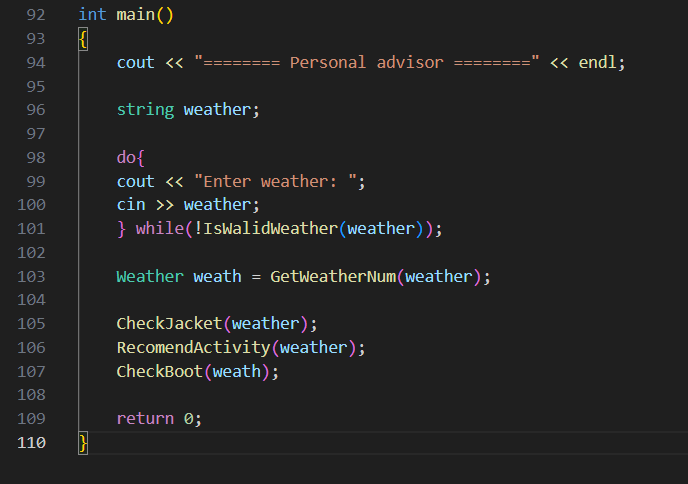 92 int main()
93 {
94 cout << "======== Personal advisor ========" << endl;
95
96 string weather;
97
98 do{
99 cout << "Enter weather: ";
100 cin >> weather;
101 } while(!IsWalidWeather(weather));
102
103 Weather weath = GetWeatherNum(weather);
104
105 CheckJacket(weather);
106 RecomendActivity(weather);
107 CheckBoot(weath);
108
109 return 0;
110 }